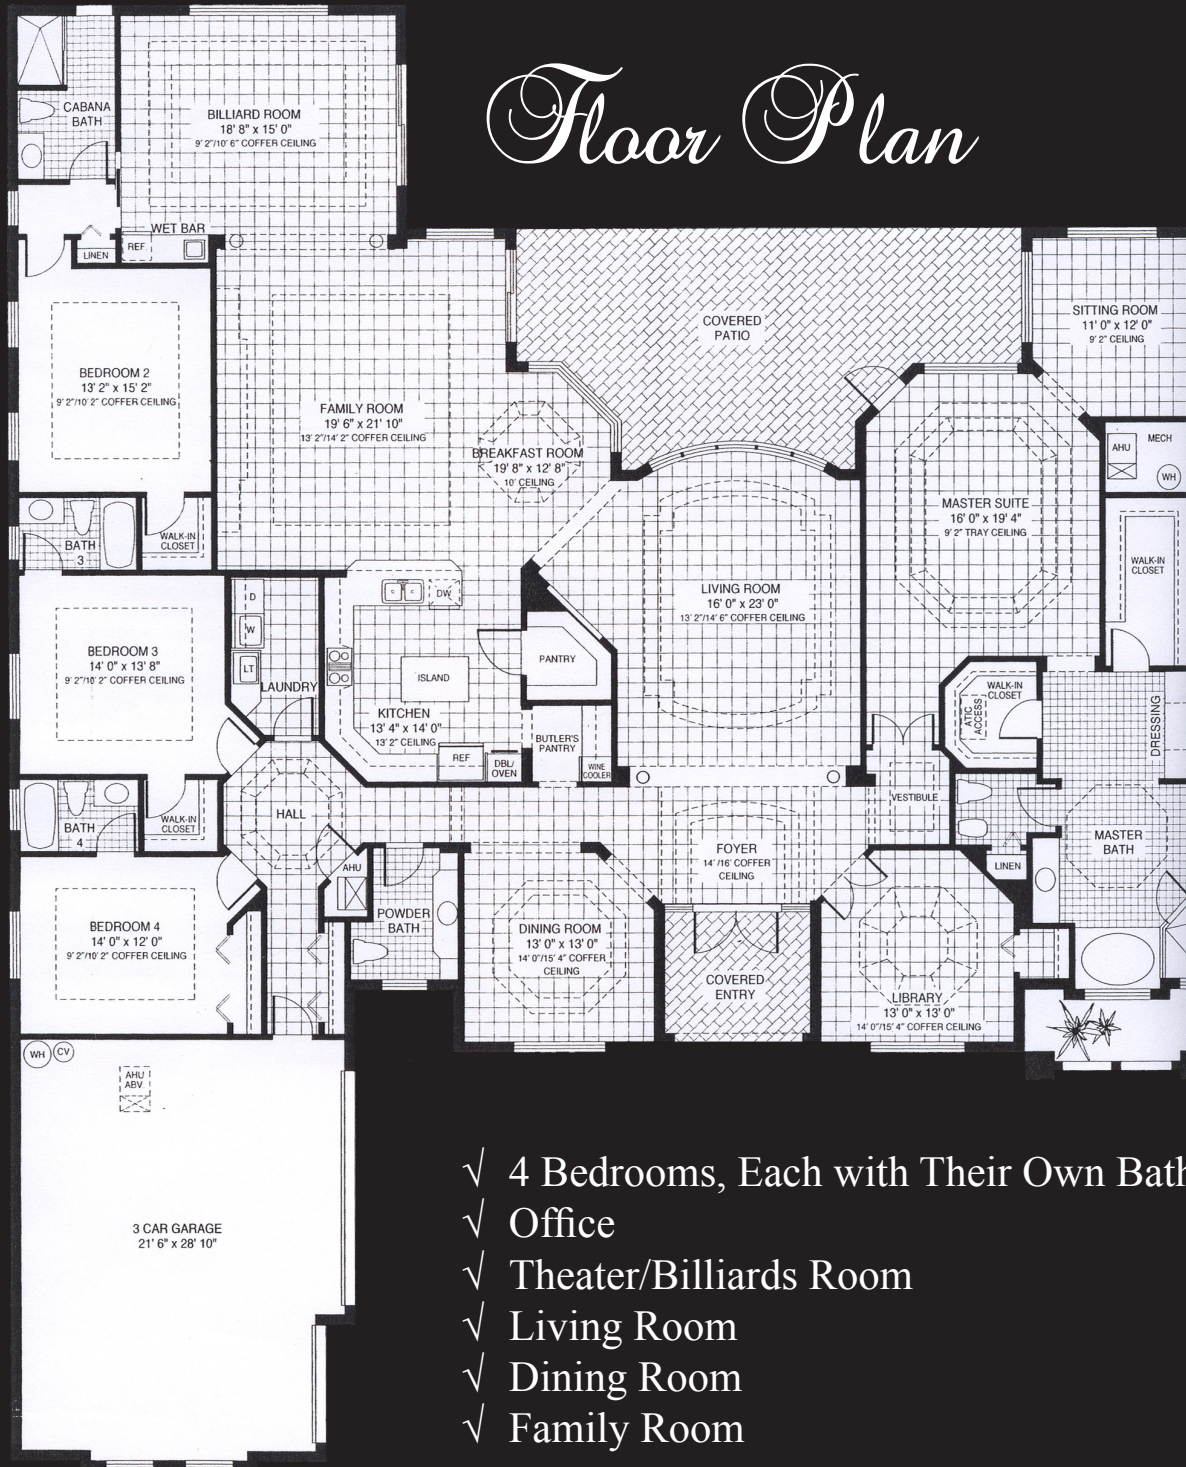 Floor Plan
CABANA
BATH
BILLIARD ROOM
18' 8" x 15' 0"
9' 2"/10' 6" COFFER CEILING
WET BAR
REF
LINEN
COVERED
PATIO
SITTING ROOM
11' 0" x 12' 0"
9' 2" CEILING
BEDROOM 2
13' 2" x 15' 2"
9' 2"/10' 2" COFFER CEILING
FAMILY ROOM
19' 6" x 21' 10"
13' 2"/14' 2" COFFER CEILING
BREAKFAST ROOM
19' 8" x 12' 8"
10' CEILING
AHU
MECH
WH
MASTER SUITE
16' 0" x 19' 4"
9' 2" TRAY CEILING
BATH
3
WALK-IN
CLOSET
WALK-IN
CLOSET
LIVING ROOM
16' 0" x 23' 0"
13' 2"/14' 6" COFFER CEILING
D
W
LT
LAUNDRY
DW
ISLAND
PANTRY
BEDROOM 3
14' 0" x 13' 8"
9' 2"/10' 2" COFFER CEILING
KITCHEN
13' 4" x 14' 0"
13' 2" CEILING
REF
DBL/
OVEN
BUTLER'S
PANTRY
WINE
COOLER
WALK-IN
CLOSET
ATIC
ACCESS
DRESSING
VESTIBULE
BATH
4
WALK-IN
CLOSET
HALL
AHU
FOYER
14'/16' COFFER
CEILING
LINEN
MASTER
BATH
BEDROOM 4
14' 0" x 12' 0"
9' 2"/10' 2" COFFER CEILING
POWDER
BATH
DINING ROOM
13' 0" x 13' 0"
14' 0"/15' 4" COFFER
CEILING
COVERED
ENTRY
LIBRARY
13' 0" x 13' 0"
14' 0"/15' 4" COFFER CEILING
WH
CV
AHU
ABV.
3 CAR GARAGE
21' 6" x 28' 10"
√ 4 Bedrooms, Each with Their Own Bath
√ Office
√ Theater/Billiards Room
√ Living Room
√ Dining Room
√ Family Room